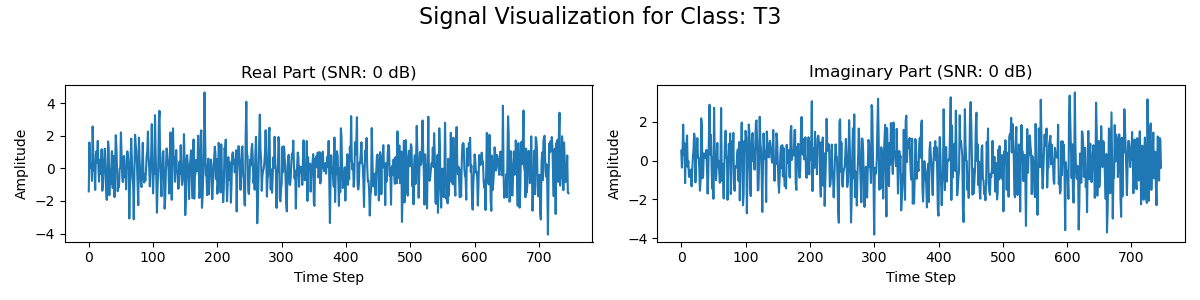 Signal Visualization for Class: T3
Real Part (SNR: 0 dB)
Amplitude
4
2
0
−2
−4
0 100 200 300 400 500 600 700
Time Step
Imaginary Part (SNR: 0 dB)
Amplitude
2
0
−2
−4
0 100 200 300 400 500 600 700
Time Step